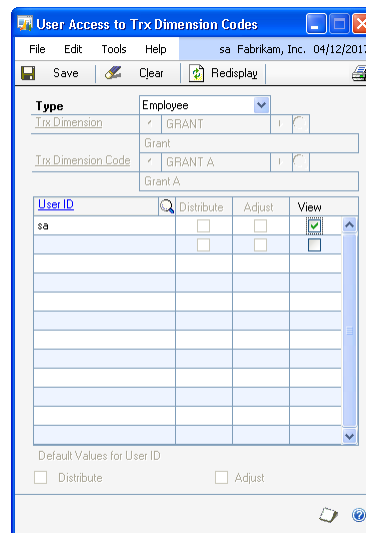 User Access to Trx Dimension Codes
File Edit Tools Help sa Fabrikam, Inc. 04/12/2017
Save Clear Redisplay
Type Employee
Trx Dimension GRANT
Grant
Trx Dimension Code GRANT A
Grant A
User ID Distribute Adjust View
sa
Default Values for User ID
Distribute Adjust